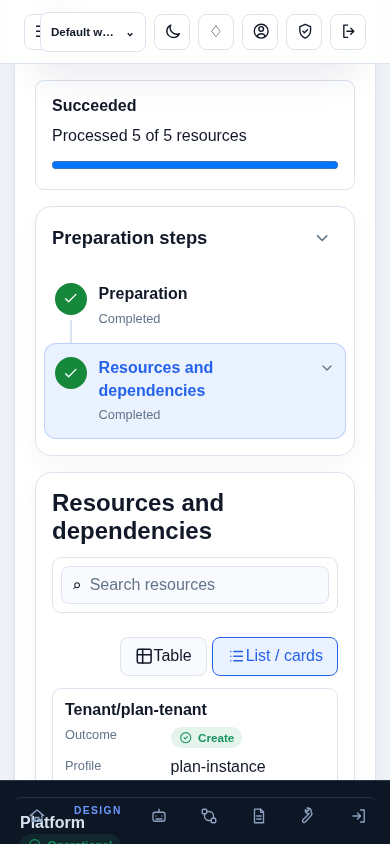 Default w...
Succeeded
Processed 5 of 5 resources
Preparation steps
Preparation
Completed
Resources and
dependencies
Completed
Resources and
dependencies
Search resources
Table
List / cards
Tenant/plan-tenant
Outcome
Create
Profile
plan-instance
DESIGN
Platform
Operational